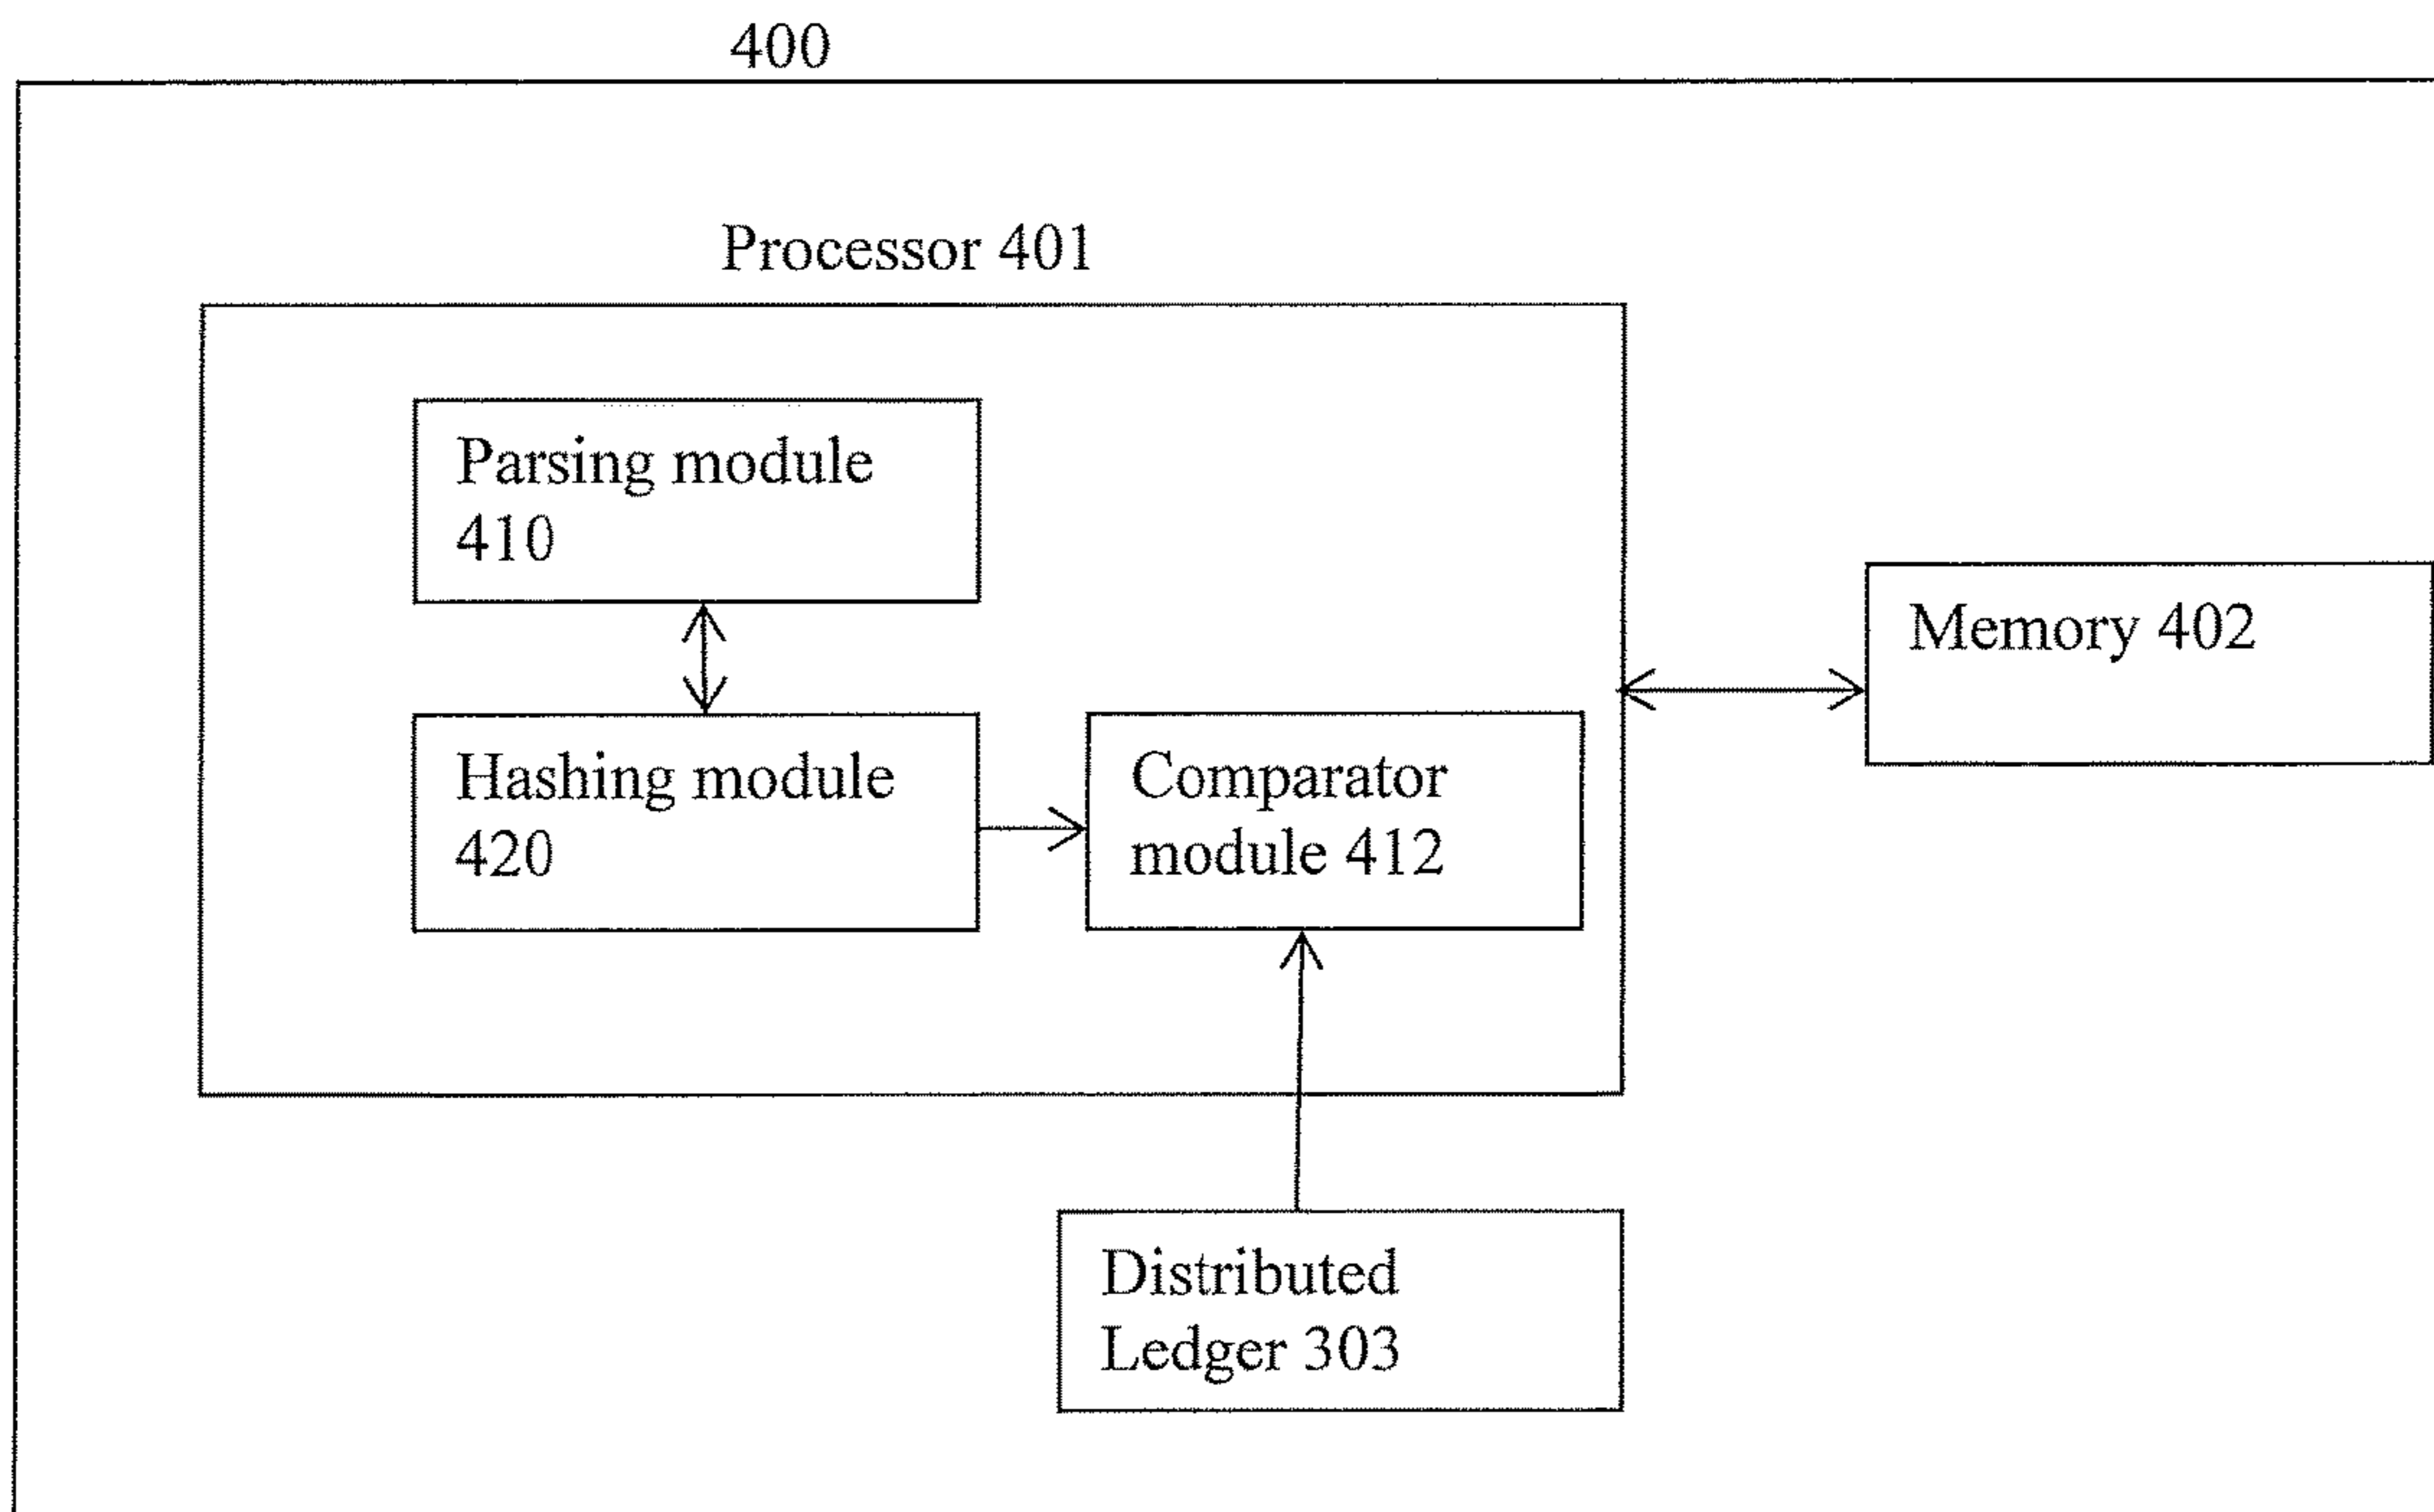 400
Processor 401
Parsing module
410
Memory 402
Hashing module
420
Comparator
module 412
Distributed
Ledger 303